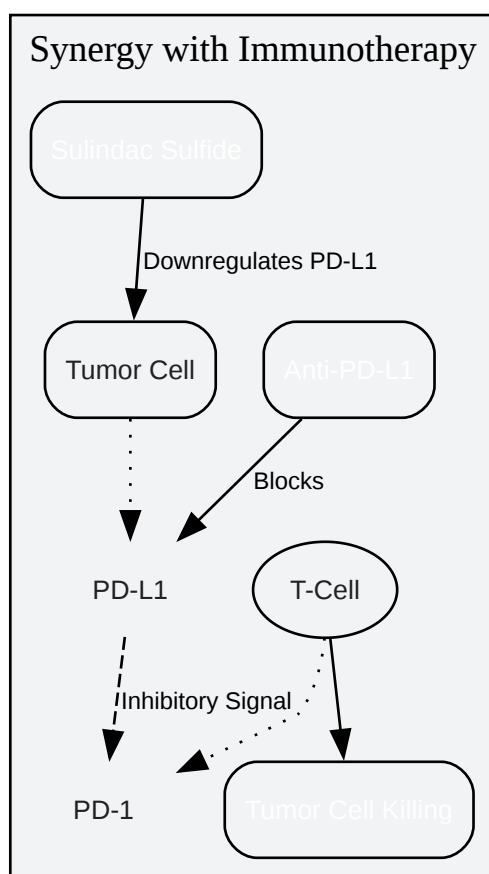 Synergy with Immunotherapy
Sulindac Sulfide
Downregulates PD-L1
Tumor Cell
Anti-PD-L1
Blocks
PD-L1
T-Cell
Inhibitory Signal
PD-1
Tumor Cell Killing